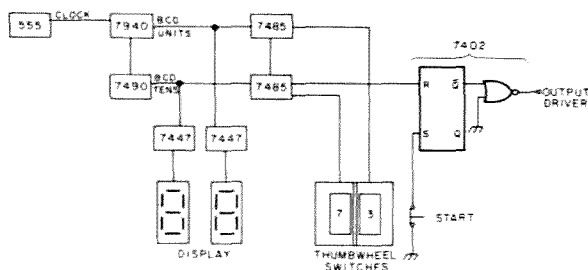 555
CLOCK
7940
BCD
UNITS
7485
7402
7490
BCD
TENS
7485
R
Q̅
OUTPUT
DRIVER
7447
7447
S
Q
7
3
START
DISPLAY
THUMBWHEEL
SWITCHES